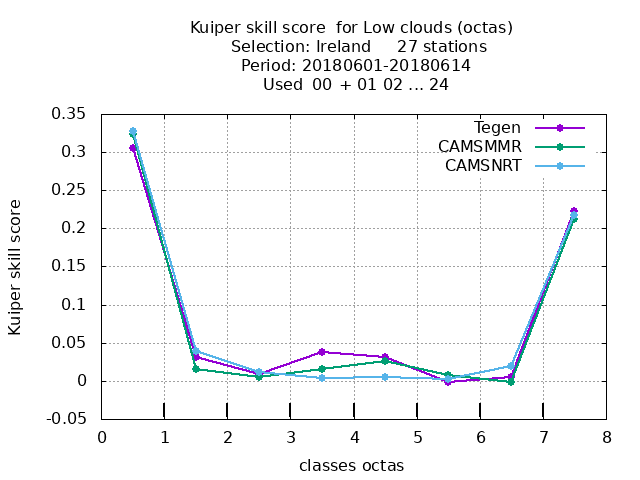 Kuiper skill score  for Low clouds (octas)
Selection: Ireland     27 stations
Period: 20180601-20180614
Used  00  + 01 02 ... 24
Tegen
CAMSMMR
CAMSNRT
0.35
0.3
0.25
0.2
0.15
0.1
0.05
0
-0.05
Kuiper skill score
0 1 2 3 4 5 6 7 8
classes octas